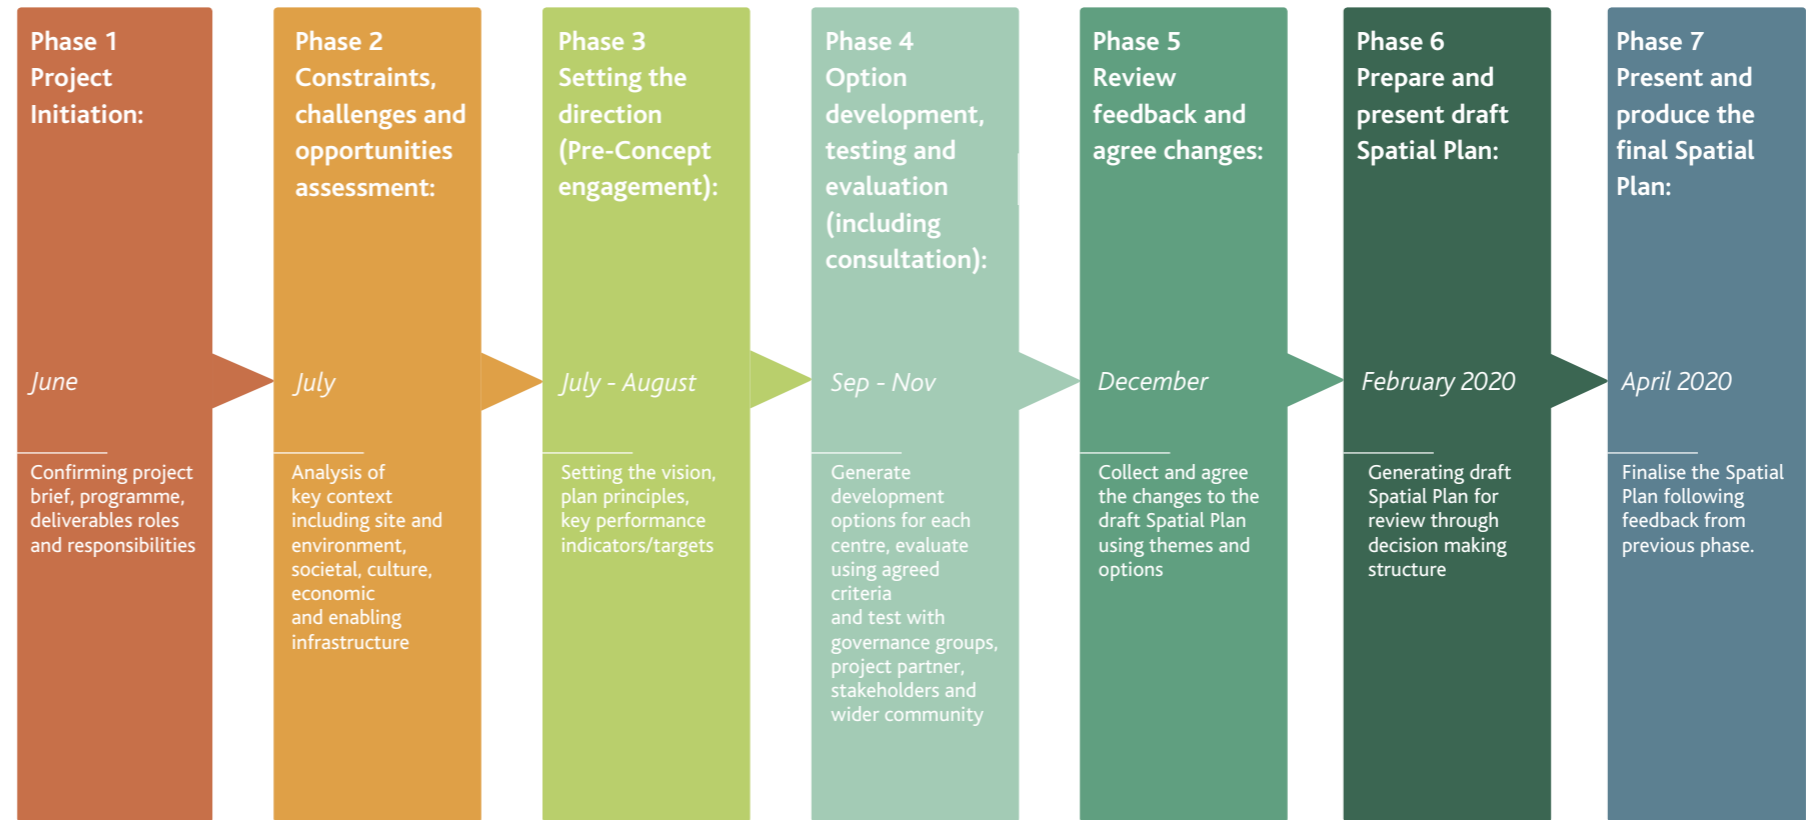 Phase 1
Project
Initiation:
June
Confirming project
brief, programme,
deliverables roles
and responsibilities
Phase 2
Constraints,
challenges and
opportunities
assessment:
July
Analysis of
key context
including site and
environment,
societal, culture,
economic
and enabling
infrastructure
Phase 3
Setting the
direction
(Pre-Concept
engagement):
July - August
Setting the vision,
plan principles,
key performance
indicators/targets
Phase 4
Option
development,
testing and
evaluation
(including
consultation):
Sep - Nov
Generate
development
options for each
centre, evaluate
using agreed
criteria
and test with
governance groups,
project partner,
stakeholders and
wider community
Phase 5
Review
feedback and
agree changes:
December
Collect and agree
the changes to the
draft Spatial Plan
using themes and
options
Phase 6
Prepare and
present draft
Spatial Plan:
February 2020
Generating draft
Spatial Plan for
review through
decision making
structure
Phase 7
Present and
produce the
final Spatial
Plan:
April 2020
Finalise the Spatial
Plan following
feedback from
previous phase.